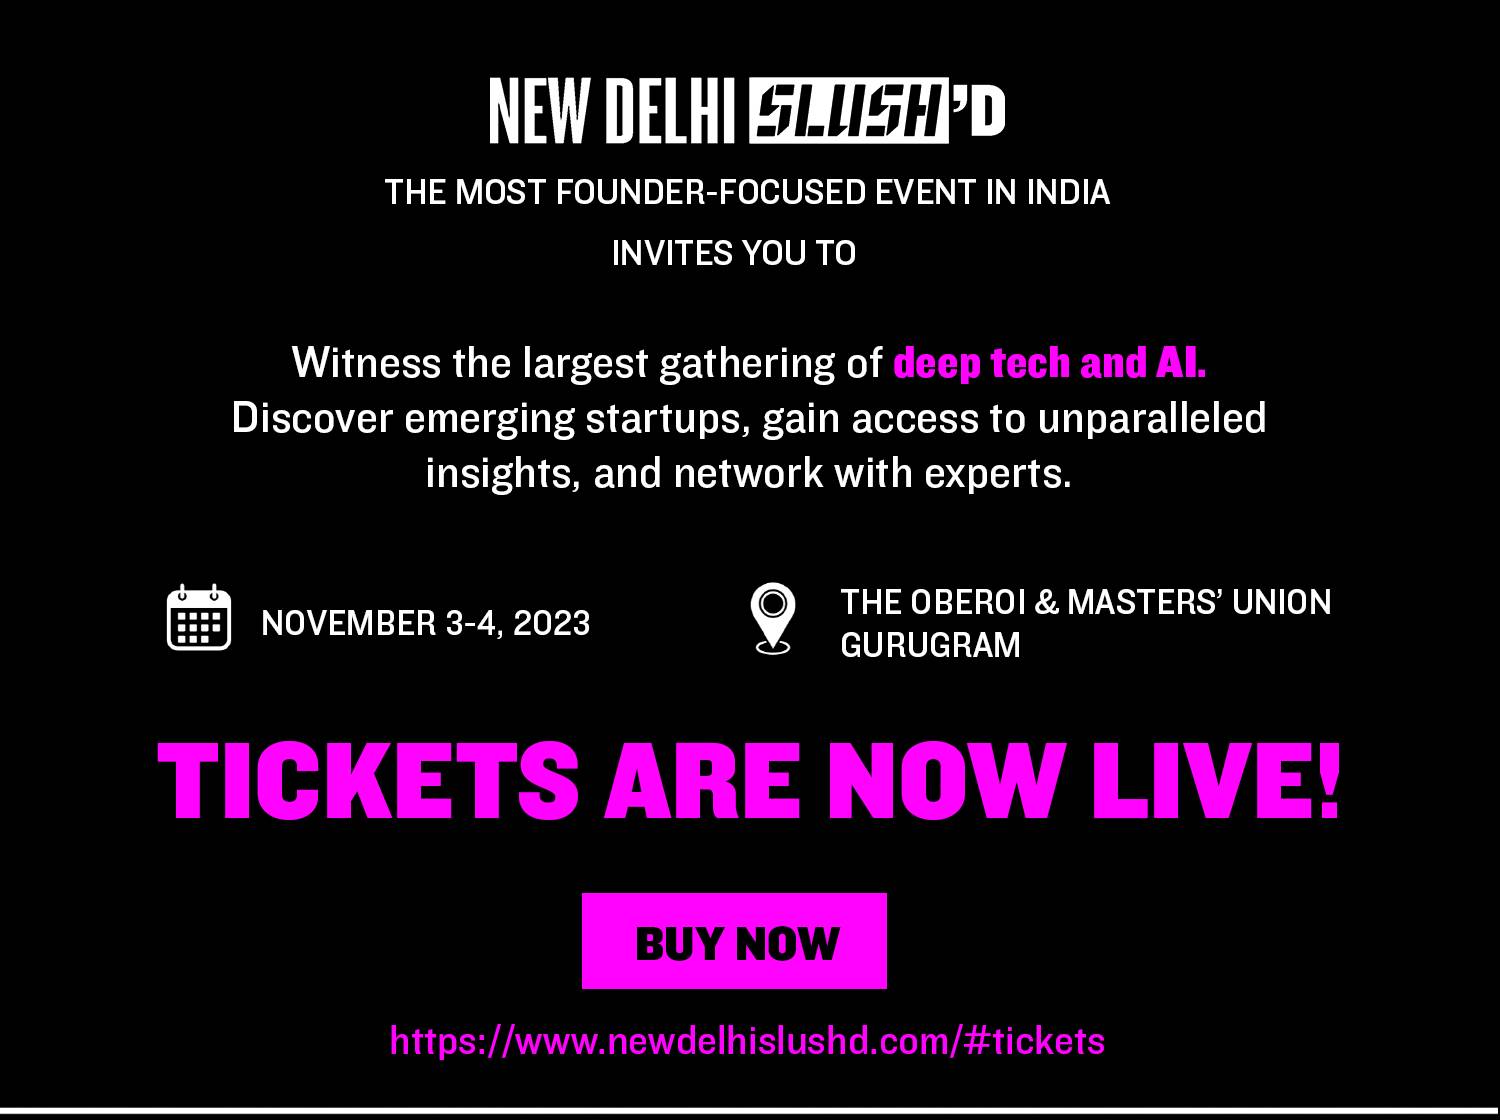 NEW DELHI SLUSH’D
THE MOST FOUNDER-FOCUSED EVENT IN INDIA
INVITES YOU TO
Witness the largest gathering of deep tech and AI.
Discover emerging startups, gain access to unparalleled
insights, and network with experts.
NOVEMBER 3-4, 2023
THE OBEROI & MASTERS’ UNION
GURUGRAM
TICKETS ARE NOW LIVE!
BUY NOW
https://www.newdelhislushd.com/#tickets